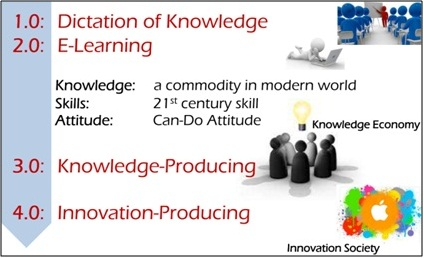 1.0: Dictation of Knowledge
2.0: E-Learning
Knowledge: a commodity in modern world
Skills: 21st century skill
Attitude: Can-Do Attitude
Knowledge Economy
3.0: Knowledge-Producing
4.0: Innovation-Producing
Innovation Society